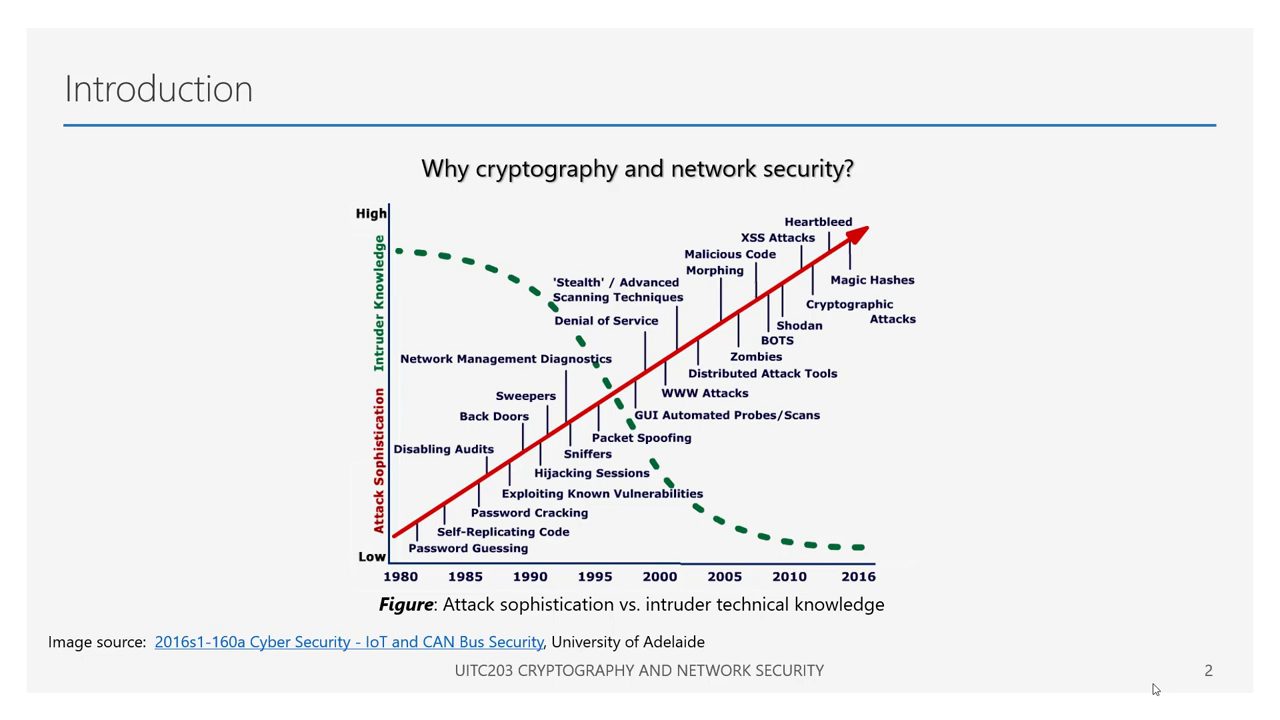 Introduction
Why cryptography and network security?
High
Intruder Knowledge
Attack Sophistication
Low
Heartbleed
XSS Attacks
Malicious Code
Morphing
Magic Hashes
'Stealth' / Advanced
Scanning Techniques
Cryptographic
Attacks
Denial of Service
Shodan
BOTS
Network Management Diagnostics
Zombies
Distributed Attack Tools
Sweepers
WWW Attacks
Back Doors
GUI Automated Probes/Scans
Packet Spoofing
Disabling Audits
Sniffers
Hijacking Sessions
Exploiting Known Vulnerabilities
Password Cracking
Self-Replicating Code
Password Guessing
1980 1985 1990 1995 2000 2005 2010 2016
Figure: Attack sophistication vs. intruder technical knowledge
Image source: 2016s1-160a Cyber Security - IoT and CAN Bus Security, University of Adelaide
UITC203 CRYPTOGRAPHY AND NETWORK SECURITY
2